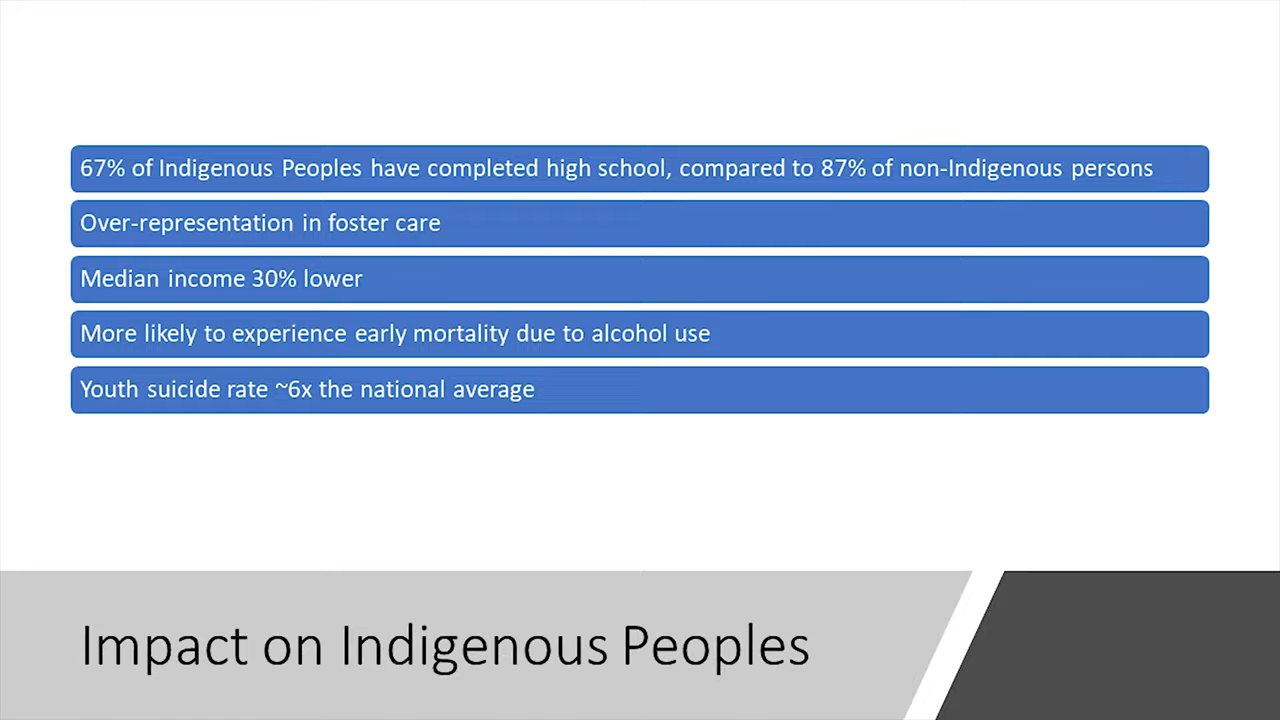 67% of Indigenous Peoples have completed high school, compared to 87% of non-Indigenous persons
Over-representation in foster care
Median income 30% lower
More likely to experience early mortality due to alcohol use
Youth suicide rate ~6x the national average
Impact on Indigenous Peoples